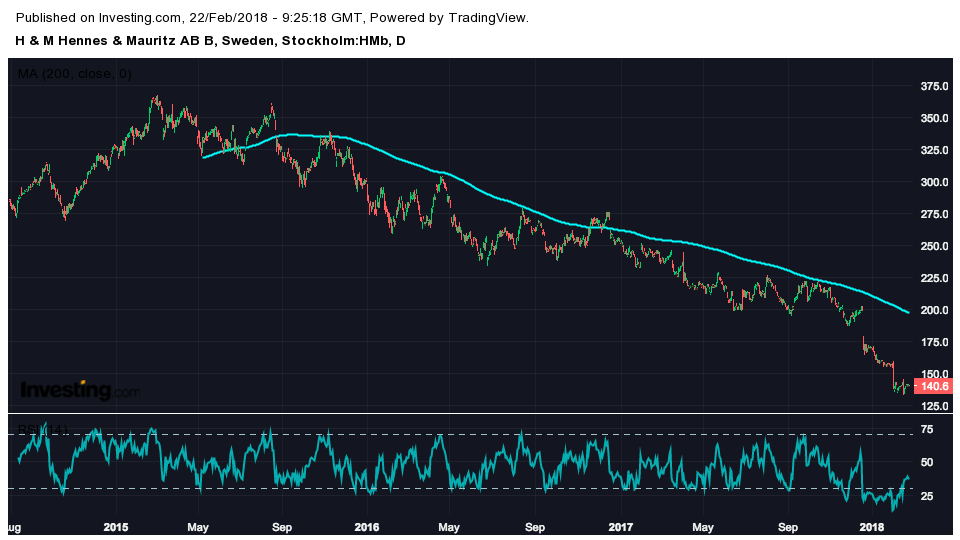 Published on Investing.com, 22/Feb/2018 - 9:25:18 GMT, Powered by TradingView.
H & M Hennes & Mauritz AB B, Sweden, Stockholm:HMb, D
MA (200, close, 0)
375.0
350.0
325.0
300.0
275.0
250.0
225.0
200.0
175.0
150.0
140.6
125.0
Investing.com
RSI (14)
75
50
25
ug 2015 May Sep 2016 May Sep 2017 May Sep 2018